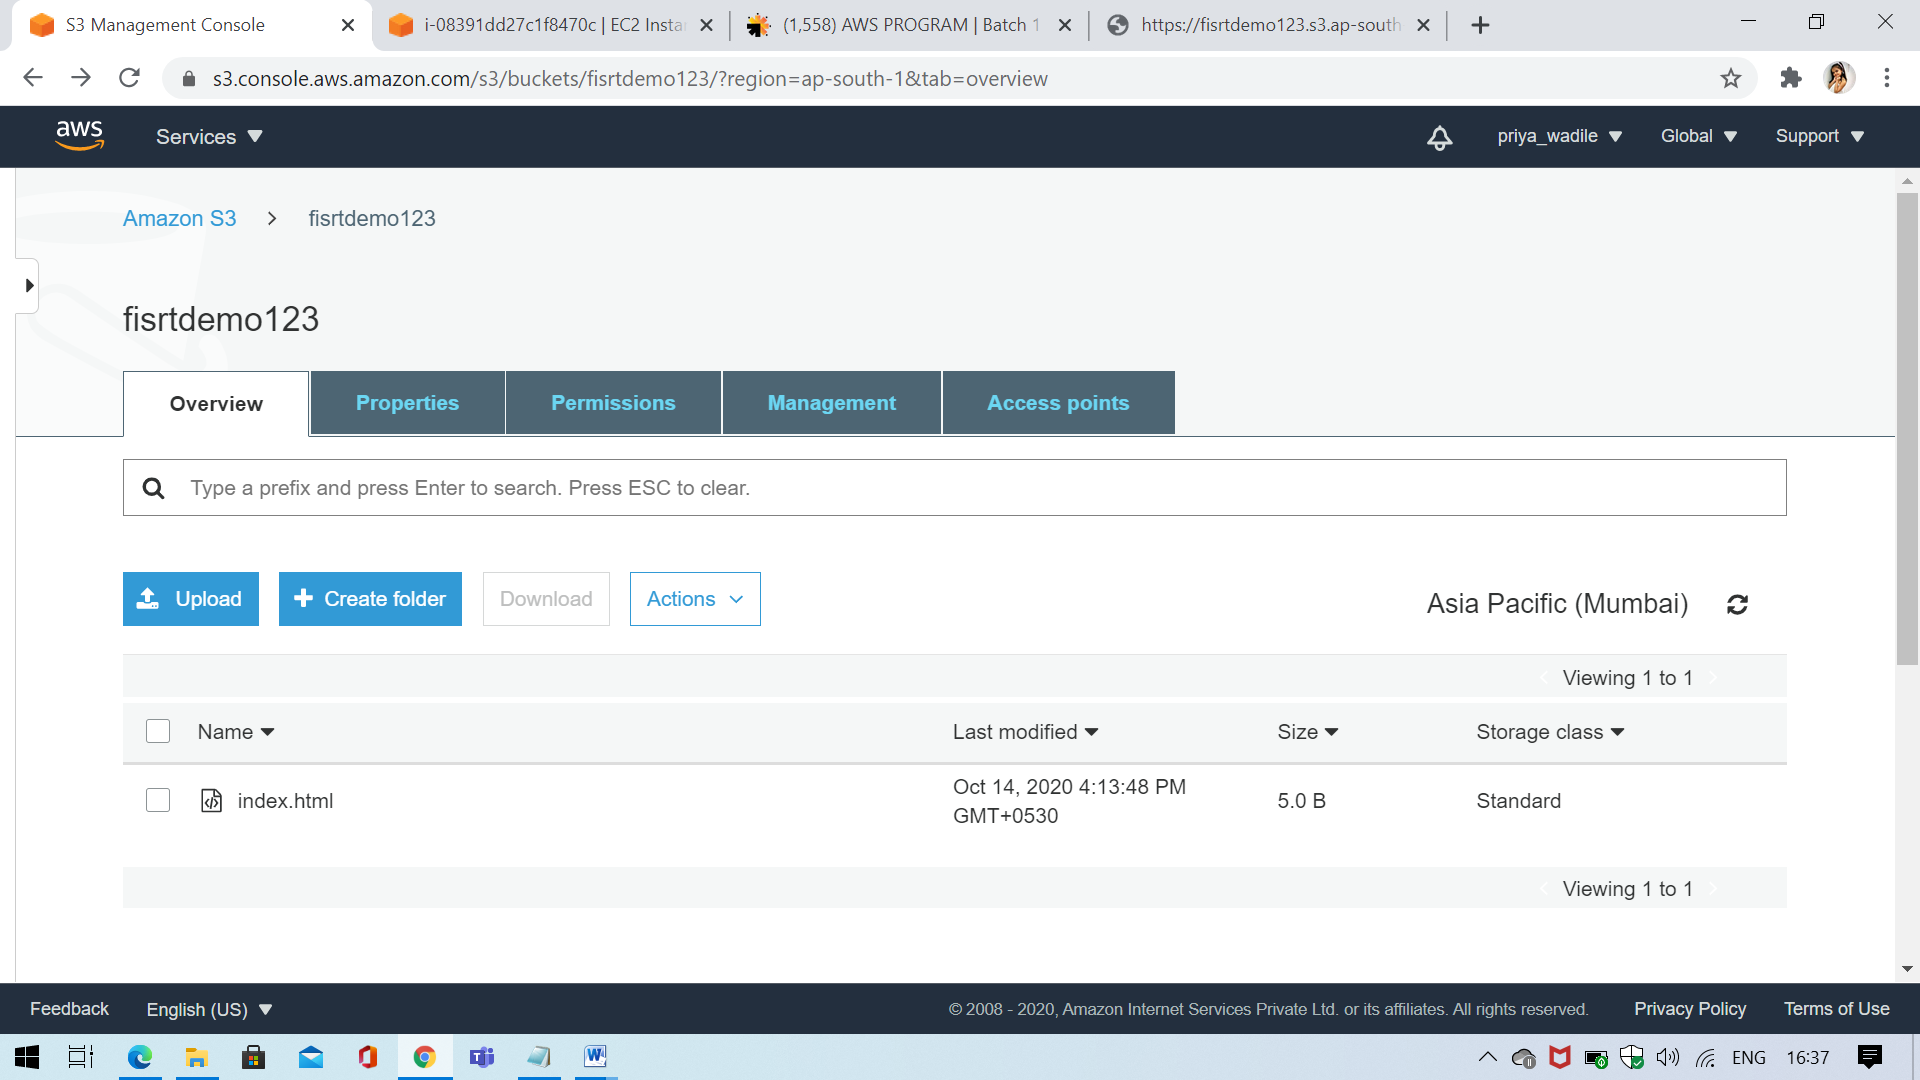 S3 Management Console
i-08391dd27c1f8470c | EC2 Insta
(1,558) AWS PROGRAM | Batch 1
https://fisrtdemo123.s3.ap-south
s3.console.aws.amazon.com/s3/buckets/fisrtdemo123/?region=ap-south-1&tab=overview
aws
Services
priya_wadile
Global
Support
Amazon S3 > fisrtdemo123
fisrtdemo123
Overview
Properties
Permissions
Management
Access points
Type a prefix and press Enter to search. Press ESC to clear.
Upload
+ Create folder
Download
Actions
Asia Pacific (Mumbai)
Viewing 1 to 1
Name
Last modified
Size
Storage class
index.html
Oct 14, 2020 4:13:48 PM
GMT+0530
5.0 B
Standard
Viewing 1 to 1
Feedback
English (US)
© 2008 - 2020, Amazon Internet Services Private Ltd. or its affiliates. All rights reserved.
Privacy Policy
Terms of Use
ENG
16:37